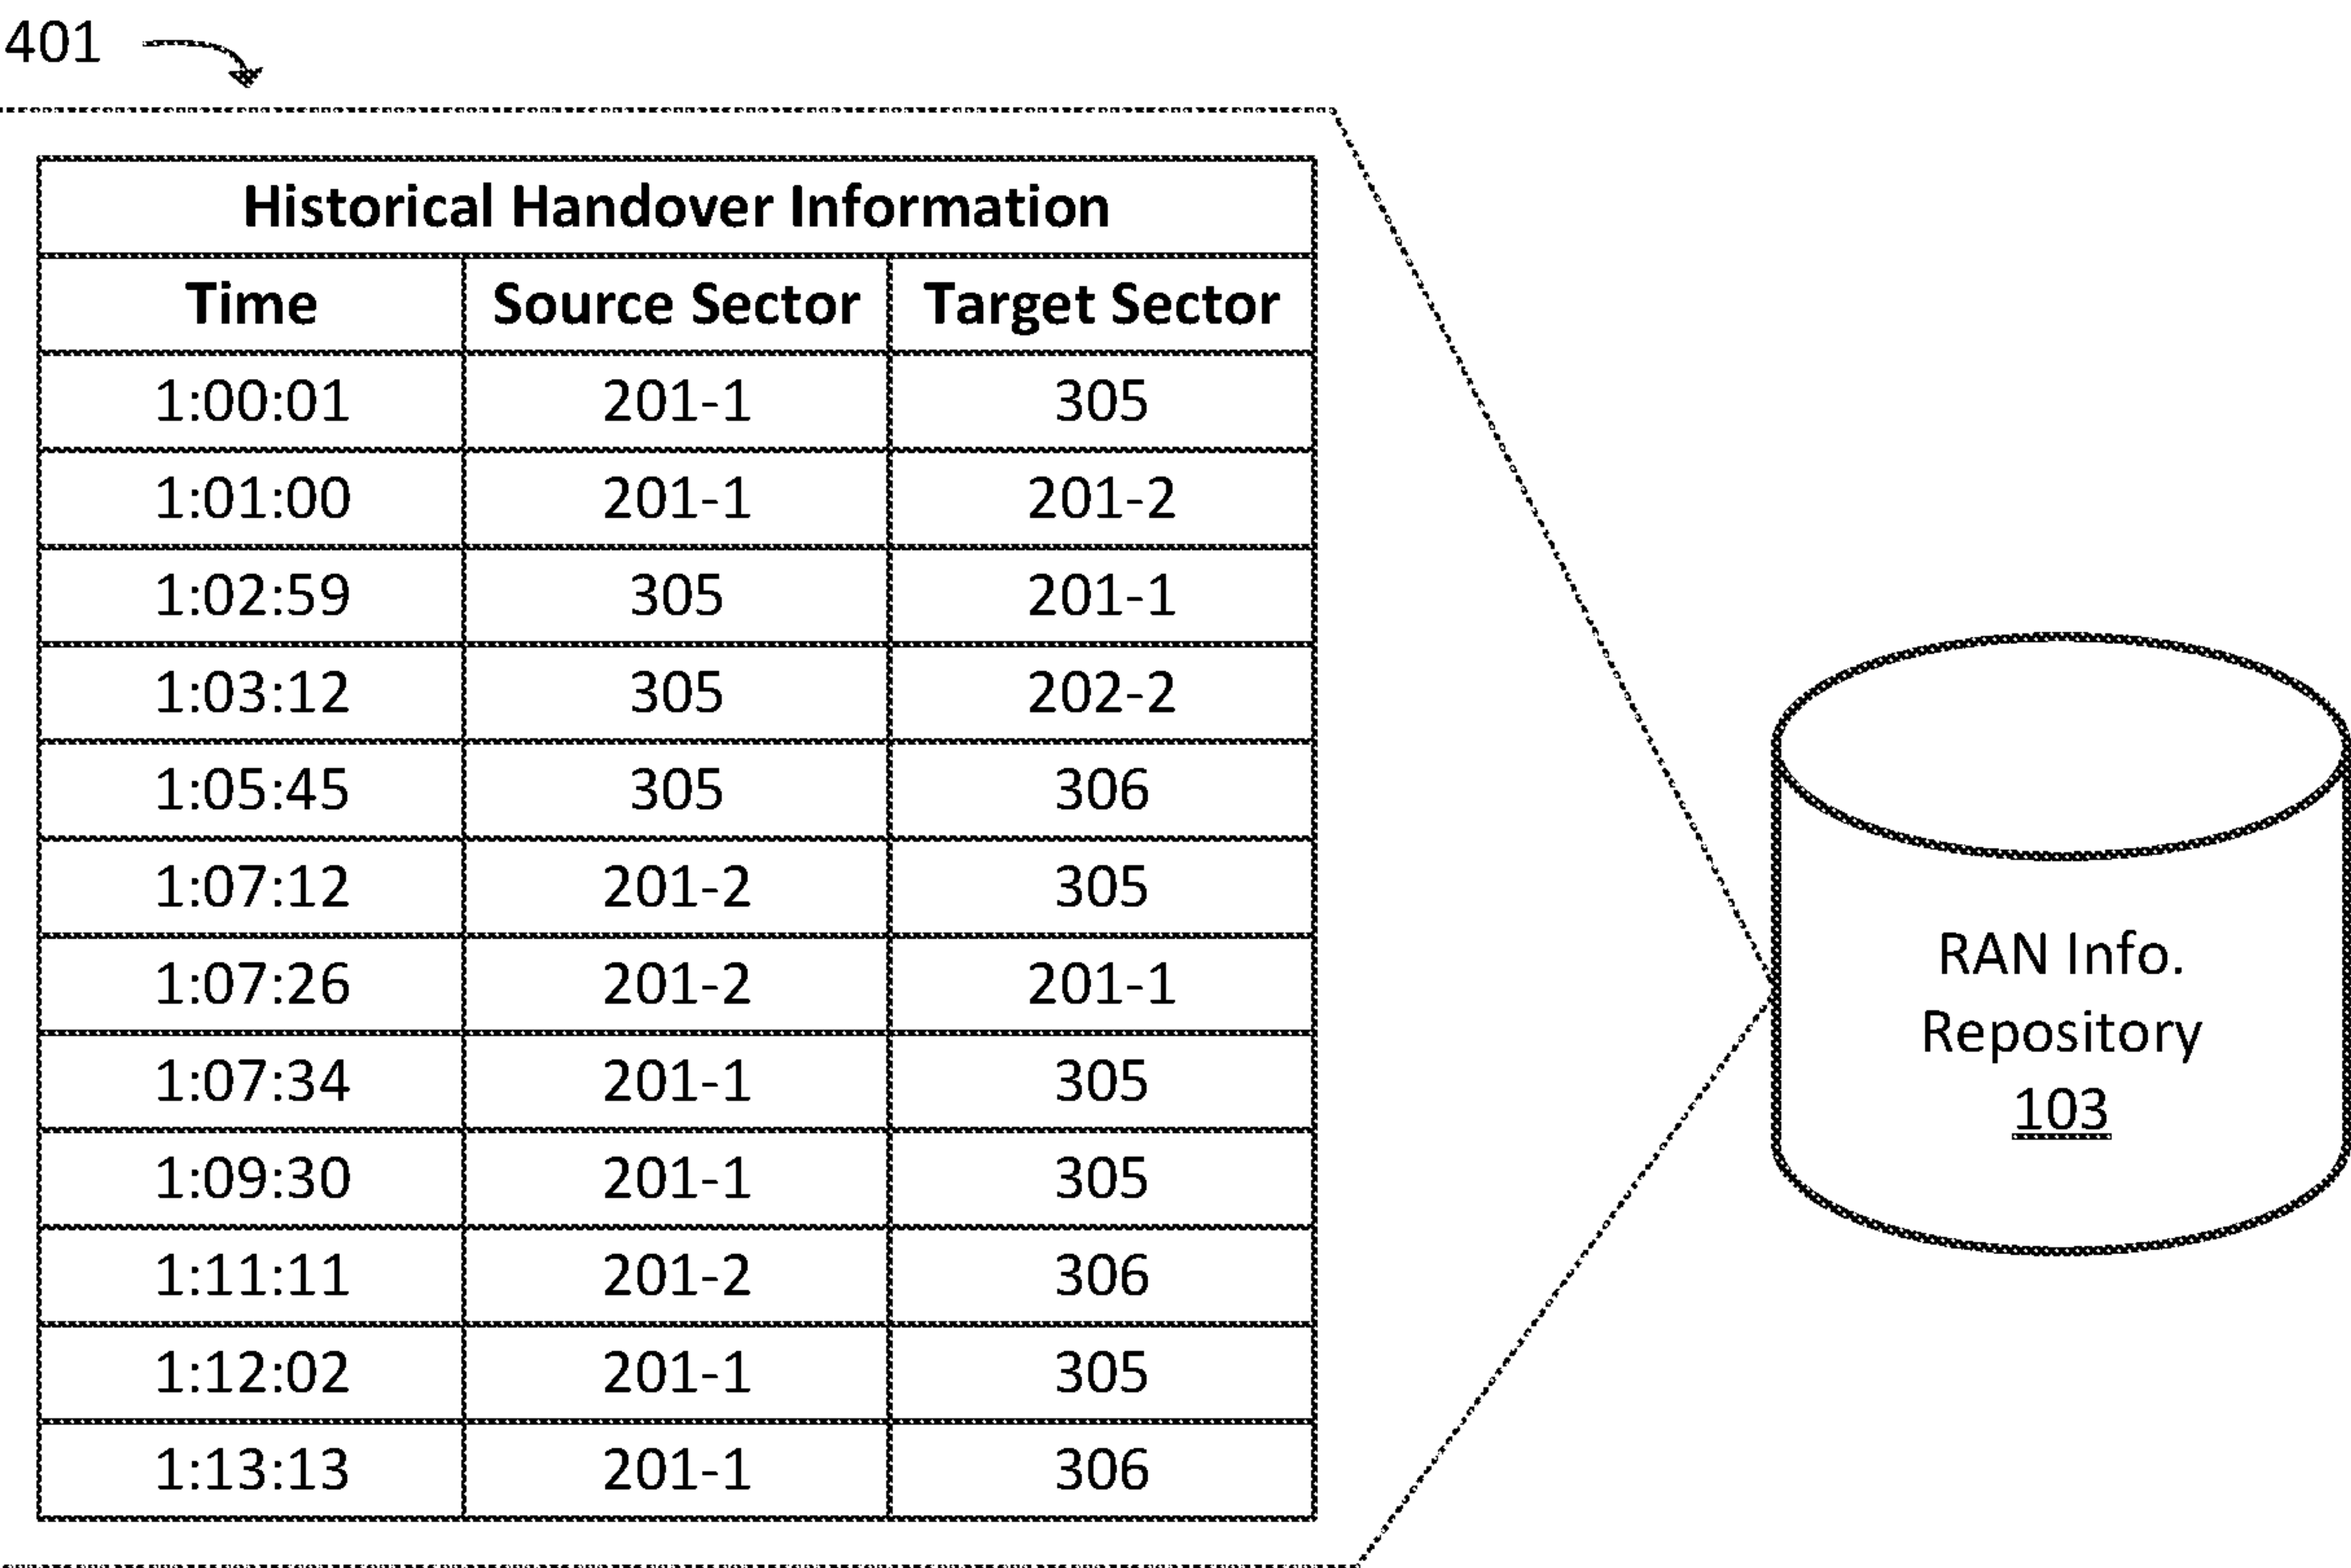 401
Historical Handover Information
Time Source Sector Target Sector
1:00:01 201-1 305
1:01:00 201-1 201-2
1:02:59 305 201-1
1:03:12 305 202-2
1:05:45 305 306
1:07:12 201-2 305
1:07:26 201-2 201-1
1:07:34 201-1 305
1:09:30 201-1 305
1:11:11 201-2 306
1:12:02 201-1 305
1:13:13 201-1 306
RAN Info.
Repository
103